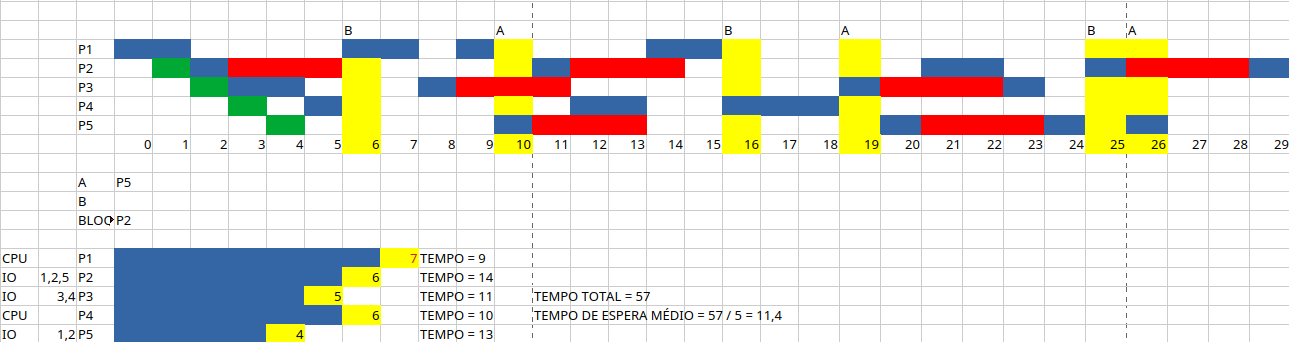 B A B A B A
P1
P2
P3
P4
P5
0 1 2 3 4 5 6 7 8 9 10 11 12 13 14 15 16 17 18 19 20 21 22 23 24 25 26 27 28 29
A P5
B
BLOQ P2
CPU P1 7 TEMPO = 9
IO 1,2,5 P2 6 TEMPO = 14
IO 3,4 P3 5 TEMPO = 11 TEMPO TOTAL = 57
CPU P4 6 TEMPO = 10 TEMPO DE ESPERA MÉDIO = 57 / 5 = 11,4
IO 1,2 P5 4 TEMPO = 13